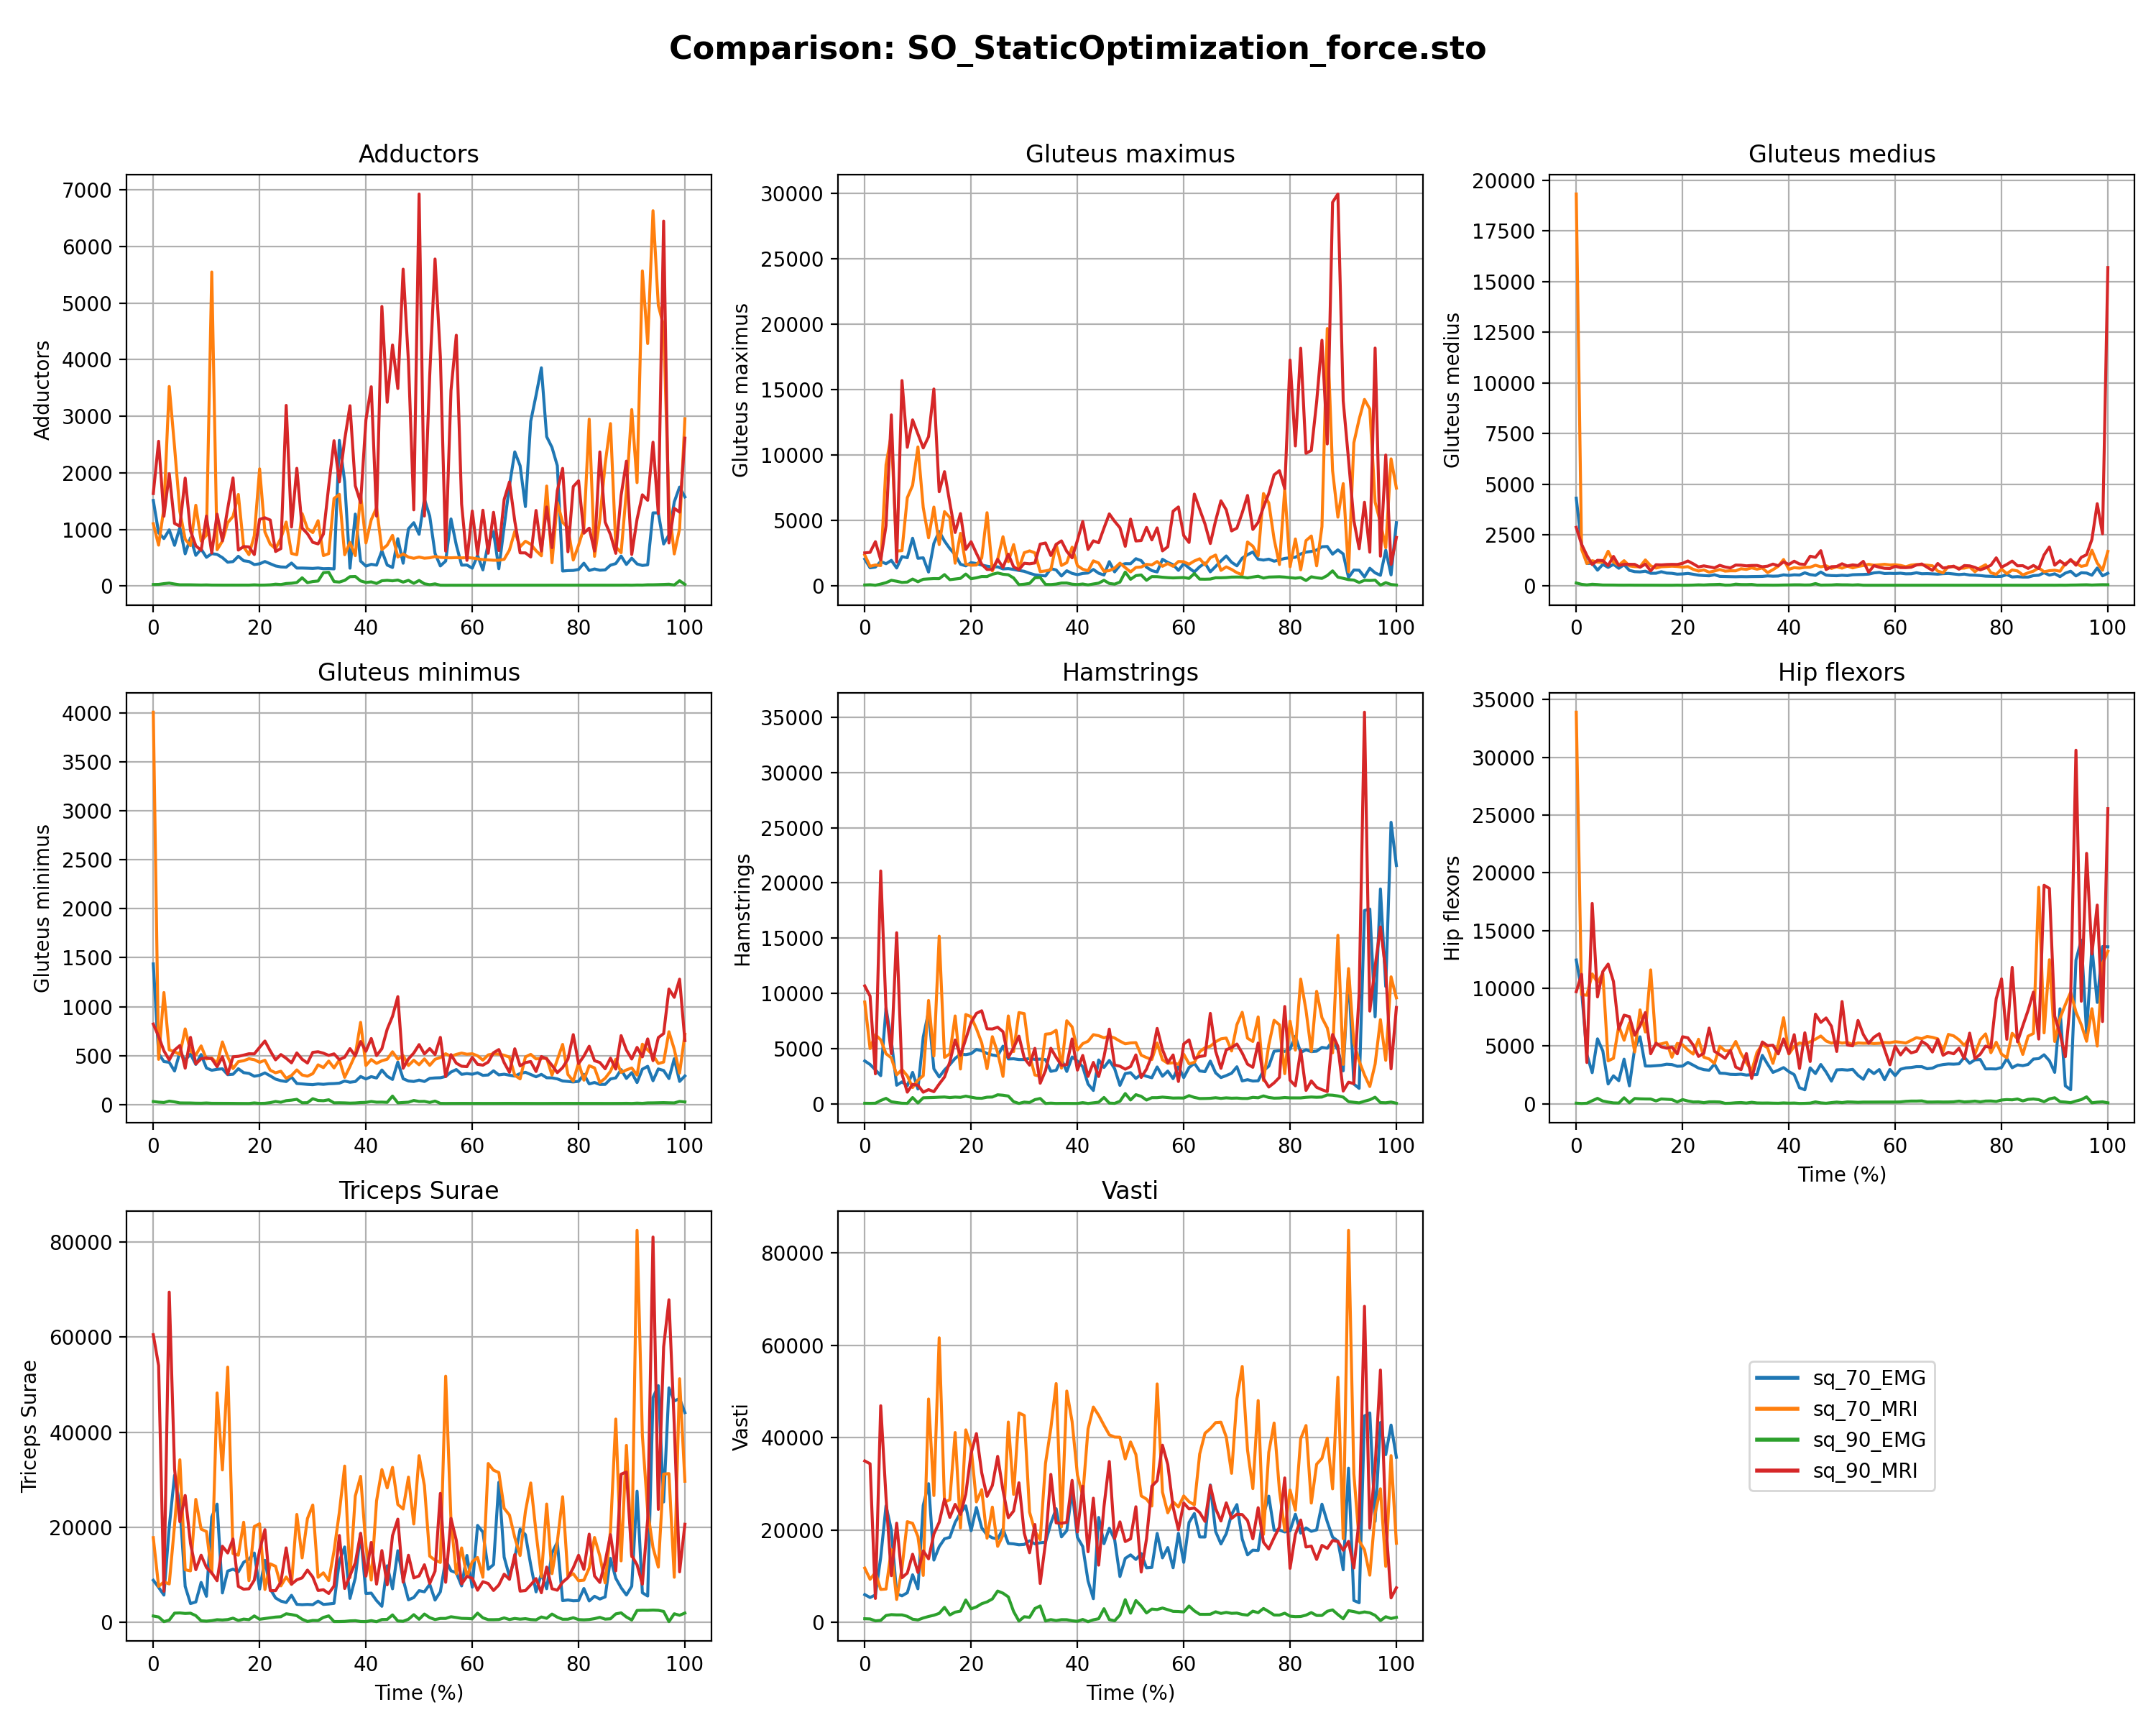 Comparison: SO_StaticOptimization_force.sto
Adductors
Adductors
7000
6000
5000
4000
3000
2000
1000
0
0 20 40 60 80 100
Gluteus maximus
Gluteus maximus
30000
25000
20000
15000
10000
5000
0
0 20 40 60 80 100
Gluteus medius
Gluteus medius
20000
17500
15000
12500
10000
7500
5000
2500
0
0 20 40 60 80 100
Gluteus minimus
Gluteus minimus
4000
3500
3000
2500
2000
1500
1000
500
0
0 20 40 60 80 100
Hamstrings
Hamstrings
35000
30000
25000
20000
15000
10000
5000
0
0 20 40 60 80 100
Hip flexors
Hip flexors
35000
30000
25000
20000
15000
10000
5000
0
0 20 40 60 80 100
Time (%)
Triceps Surae
Triceps Surae
80000
60000
40000
20000
0
0 20 40 60 80 100
Time (%)
Vasti
Vasti
80000
60000
40000
20000
0
0 20 40 60 80 100
Time (%)
sq_70_EMG
sq_70_MRI
sq_90_EMG
sq_90_MRI